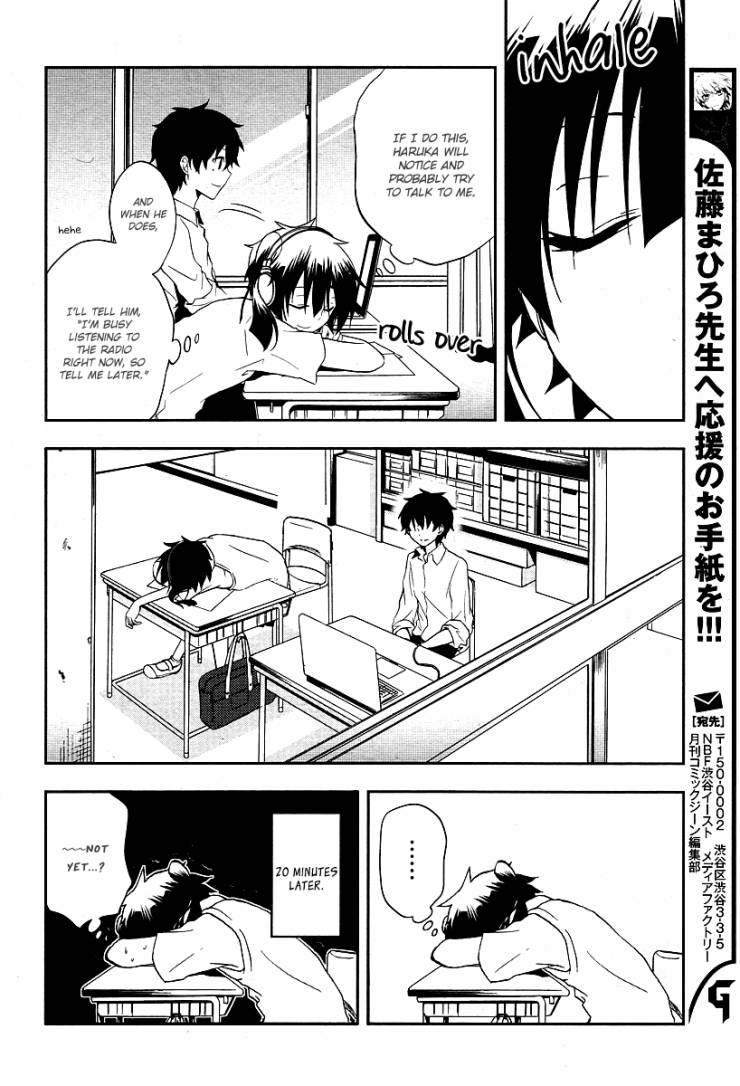 inhale
IF I DO THIS,
HARUKA WILL
NOTICE AND
PROBABLY TRY
TO TALK TO ME.
rolls over
AND
WHEN HE
DOES,
hehe
I'LL TELL HIM,
"I'M BUSY
LISTENING TO
THE RADIO
RIGHT NOW, SO
TELL ME LATER."
.......
20 MINUTES
LATER.
~~~NOT
YET...?
佐藤まひろ先生へ応援のお手紙を!!!
[宛先]
〒150-0002 渋谷区渋谷3-3-5
NBF渋谷イースト メディアファクトリー
月刊コミックジーン編集部
G